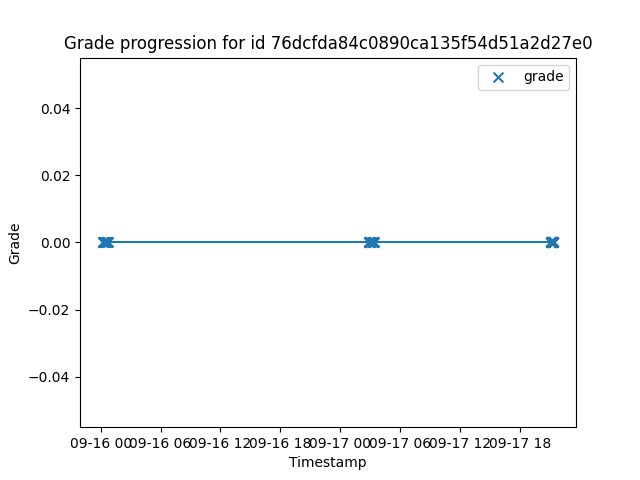 Grade progression for id 76dcfda84c0890ca135f54d51a2d27e0
grade
0.04
0.02
0.00
−0.02
−0.04
Grade
09-16 00 09-16 06 09-16 12 09-16 18 09-17 00 09-17 06 09-17 12 09-17 18
Timestamp